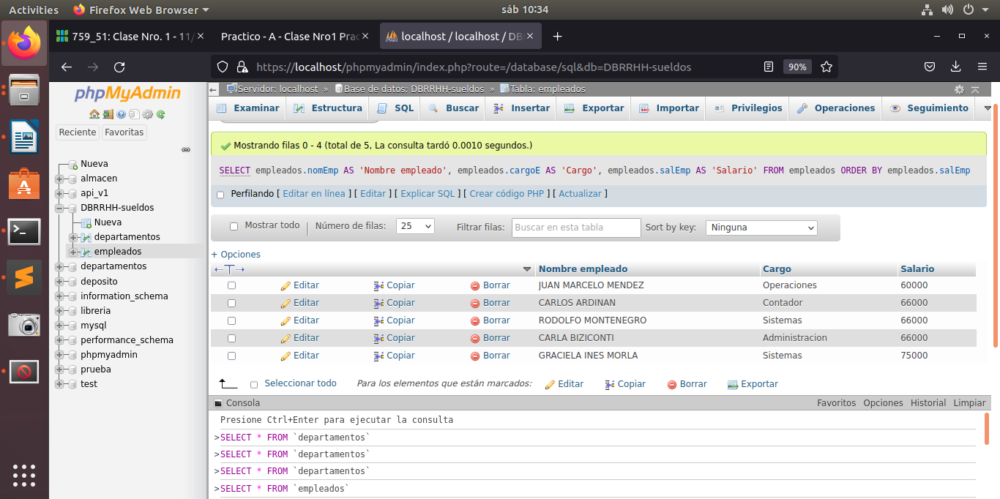 Activities Firefox Web Browser sáb 10:34
759_51: Clase Nro. 1 - 11/ Practico - A - Clase Nro1 Prac localhost / localhost / DBR
https://localhost/phpmyadmin/index.php?route=/database/sql&db=DBRRHH-sueldos 90%
phpMyAdmin
Reciente Favoritas
Nueva
almacen
api_v1
DBRRHH-sueldos
Nueva
departamentos
empleados
departamentos
deposito
information_schema
libreria
mysql
performance_schema
phpmyadmin
prueba
test
Servidor: localhost » Base de datos: DBRRHH-sueldos » Tabla: empleados
Examinar Estructura SQL Buscar Insertar Exportar Importar Privilegios Operaciones Seguimiento
Mostrando filas 0 - 4 (total de 5, La consulta tardó 0.0010 segundos.)
SELECT empleados.nomEmp AS 'Nombre empleado', empleados.cargoE AS 'Cargo', empleados.salEmp AS 'Salario' FROM empleados ORDER BY empleados.salEmp
Perfilando [ Editar en línea ] [ Editar ] [ Explicar SQL ] [ Crear código PHP ] [ Actualizar ]
Mostrar todo Número de filas: 25 Filtrar filas: Buscar en esta tabla Sort by key: Ninguna
+ Opciones
←T→ Nombre empleado Cargo Salario
Editar Copiar Borrar JUAN MARCELO MENDEZ Operaciones 60000
Editar Copiar Borrar CARLOS ARDINAN Contador 66000
Editar Copiar Borrar RODOLFO MONTENEGRO Sistemas 66000
Editar Copiar Borrar CARLA BIZICONTI Administracion 66000
Editar Copiar Borrar GRACIELA INES MORLA Sistemas 75000
Seleccionar todo Para los elementos que están marcados: Editar Copiar Borrar Exportar
Consola Favoritos Opciones Historial Limpiar
Presione Ctrl+Enter para ejecutar la consulta
>SELECT * FROM `departamentos`
>SELECT * FROM `departamentos`
>SELECT * FROM `departamentos`
>SELECT * FROM `empleados`